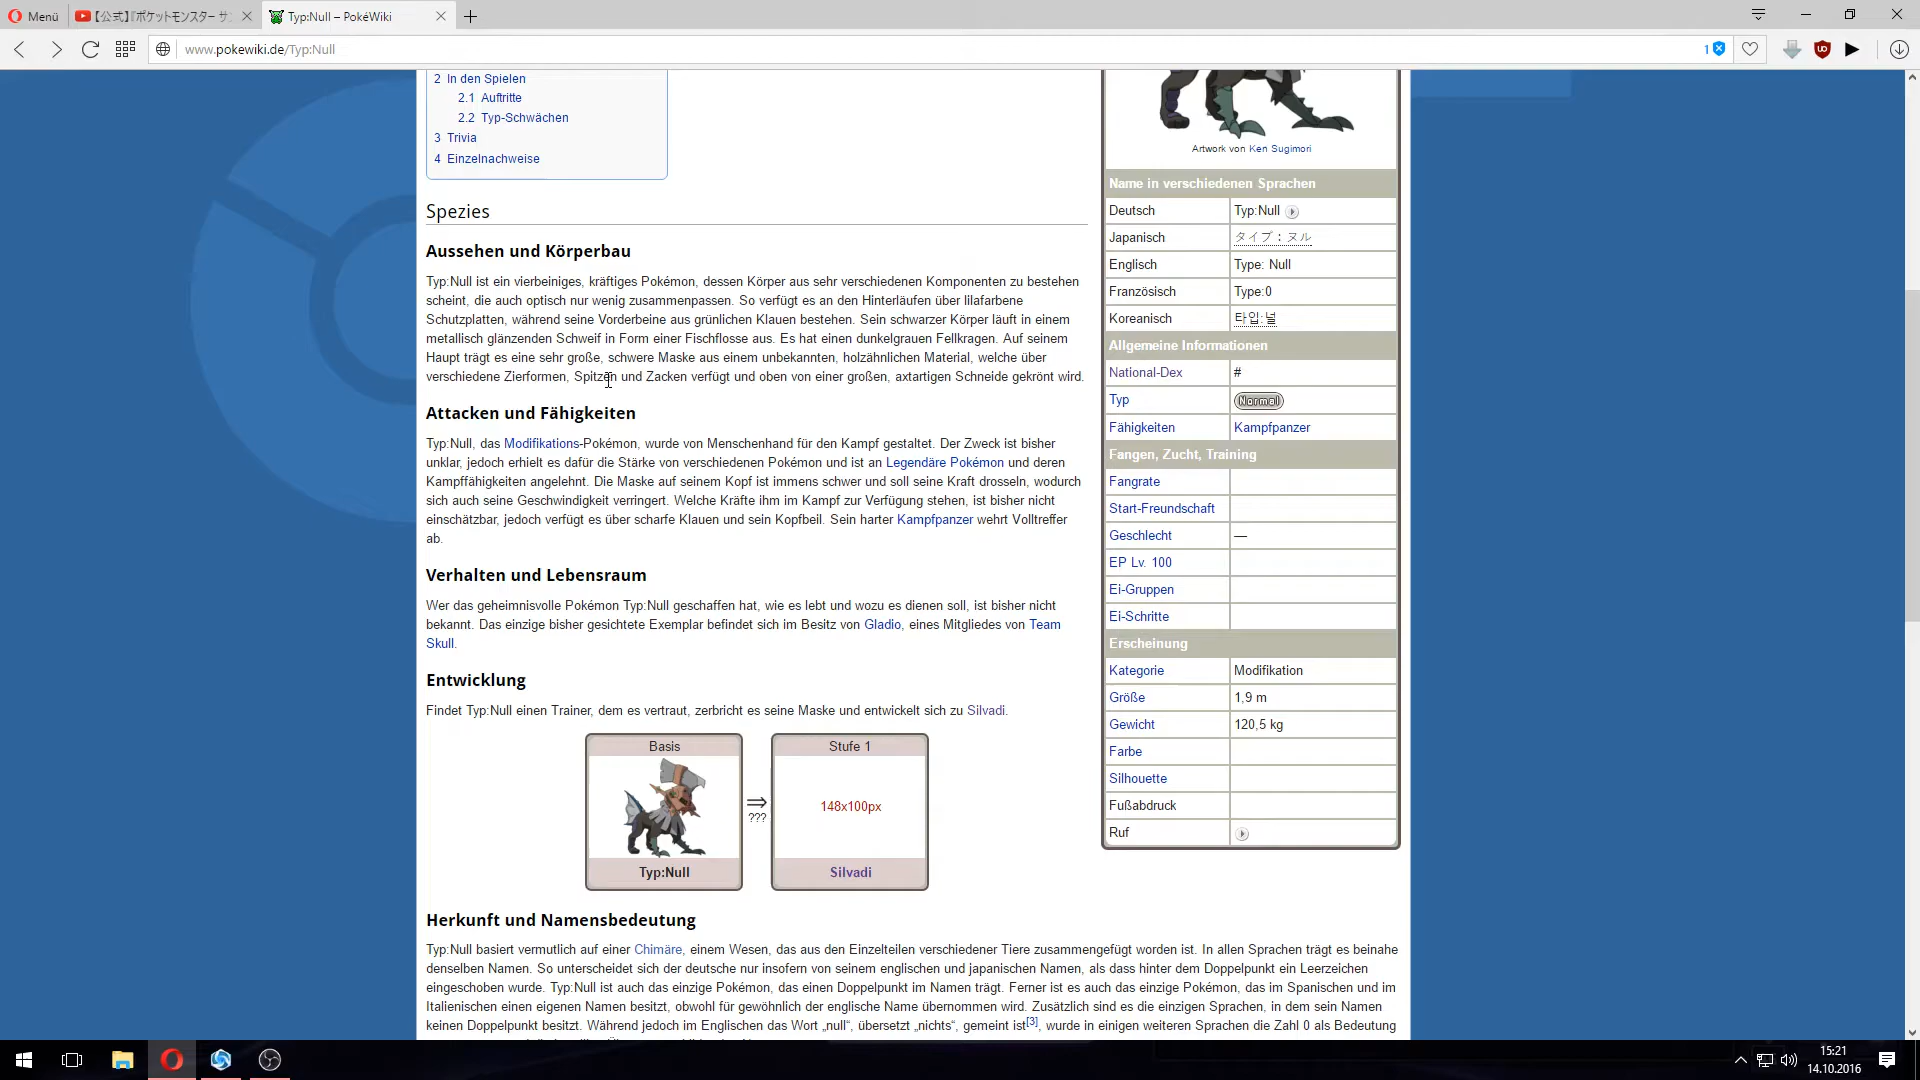 Menü
【公式】『ポケットモンスター サン
Typ:Null – PokéWiki
www.pokewiki.de/Typ:Null
1
2 In den Spielen
2.1 Auftritte
2.2 Typ-Schwächen
3 Trivia
4 Einzelnachweise
Spezies
Aussehen und Körperbau
Typ:Null ist ein vierbeiniges, kräftiges Pokémon, dessen Körper aus sehr verschiedenen Komponenten zu bestehen
scheint, die auch optisch nur wenig zusammenpassen. So verfügt es an den Hinterläufen über lilafarbene
Schutzplatten, während seine Vorderbeine aus grünlichen Klauen bestehen. Sein schwarzer Körper läuft in einem
metallisch glänzenden Schweif in Form einer Fischflosse aus. Es hat einen dunkelgrauen Fellkragen. Auf seinem
Haupt trägt es eine sehr große, schwere Maske aus einem unbekannten, holzähnlichen Material, welche über
verschiedene Zierformen, Spitzen und Zacken verfügt und oben von einer großen, axtartigen Schneide gekrönt wird.
Attacken und Fähigkeiten
Typ:Null, das Modifikations-Pokémon, wurde von Menschenhand für den Kampf gestaltet. Der Zweck ist bisher
unklar, jedoch erhielt es dafür die Stärke von verschiedenen Pokémon und ist an Legendäre Pokémon und deren
Kampffähigkeiten angelehnt. Die Maske auf seinem Kopf ist immens schwer und soll seine Kraft drosseln, wodurch
sich auch seine Geschwindigkeit verringert. Welche Kräfte ihm im Kampf zur Verfügung stehen, ist bisher nicht
einschätzbar, jedoch verfügt es über scharfe Klauen und sein Kopfbeil. Sein harter Kampfpanzer wehrt Volltreffer
ab.
Verhalten und Lebensraum
Wer das geheimnisvolle Pokémon Typ:Null geschaffen hat, wie es lebt und wozu es dienen soll, ist bisher nicht
bekannt. Das einzige bisher gesichtete Exemplar befindet sich im Besitz von Gladio, eines Mitgliedes von Team
Skull.
Entwicklung
Findet Typ:Null einen Trainer, dem es vertraut, zerbricht es seine Maske und entwickelt sich zu Silvadi.
Basis
Typ:Null
⇒
???
Stufe 1
148x100px
Silvadi
Artwork von Ken Sugimori
Name in verschiedenen Sprachen
Deutsch Typ:Null
Japanisch タイプ：ヌル
Englisch Type: Null
Französisch Type:0
Koreanisch 타입:널
Allgemeine Informationen
National-Dex #
Typ Normal
Fähigkeiten Kampfpanzer
Fangen, Zucht, Training
Fangrate
Start-Freundschaft
Geschlecht —
EP Lv. 100
Ei-Gruppen
Ei-Schritte
Erscheinung
Kategorie Modifikation
Größe 1,9 m
Gewicht 120,5 kg
Farbe
Silhouette
Fußabdruck
Ruf
Herkunft und Namensbedeutung
Typ:Null basiert vermutlich auf einer Chimäre, einem Wesen, das aus den Einzelteilen verschiedener Tiere zusammengefügt worden ist. In allen Sprachen trägt es beinahe
denselben Namen. So unterscheidet sich der deutsche nur insofern von seinem englischen und japanischen Namen, als dass hinter dem Doppelpunkt ein Leerzeichen
eingeschoben wurde. Typ:Null ist auch das einzige Pokémon, das einen Doppelpunkt im Namen trägt. Ferner ist es auch das einzige Pokémon, das im Spanischen und im
Italienischen einen eigenen Namen besitzt, obwohl für gewöhnlich der englische Name übernommen wird. Zusätzlich sind es die einzigen Sprachen, in dem sein Namen
keinen Doppelpunkt besitzt. Während jedoch im Englischen das Wort „null“, übersetzt „nichts“, gemeint ist[3], wurde in einigen weiteren Sprachen die Zahl 0 als Bedeutung
15:21
14.10.2016